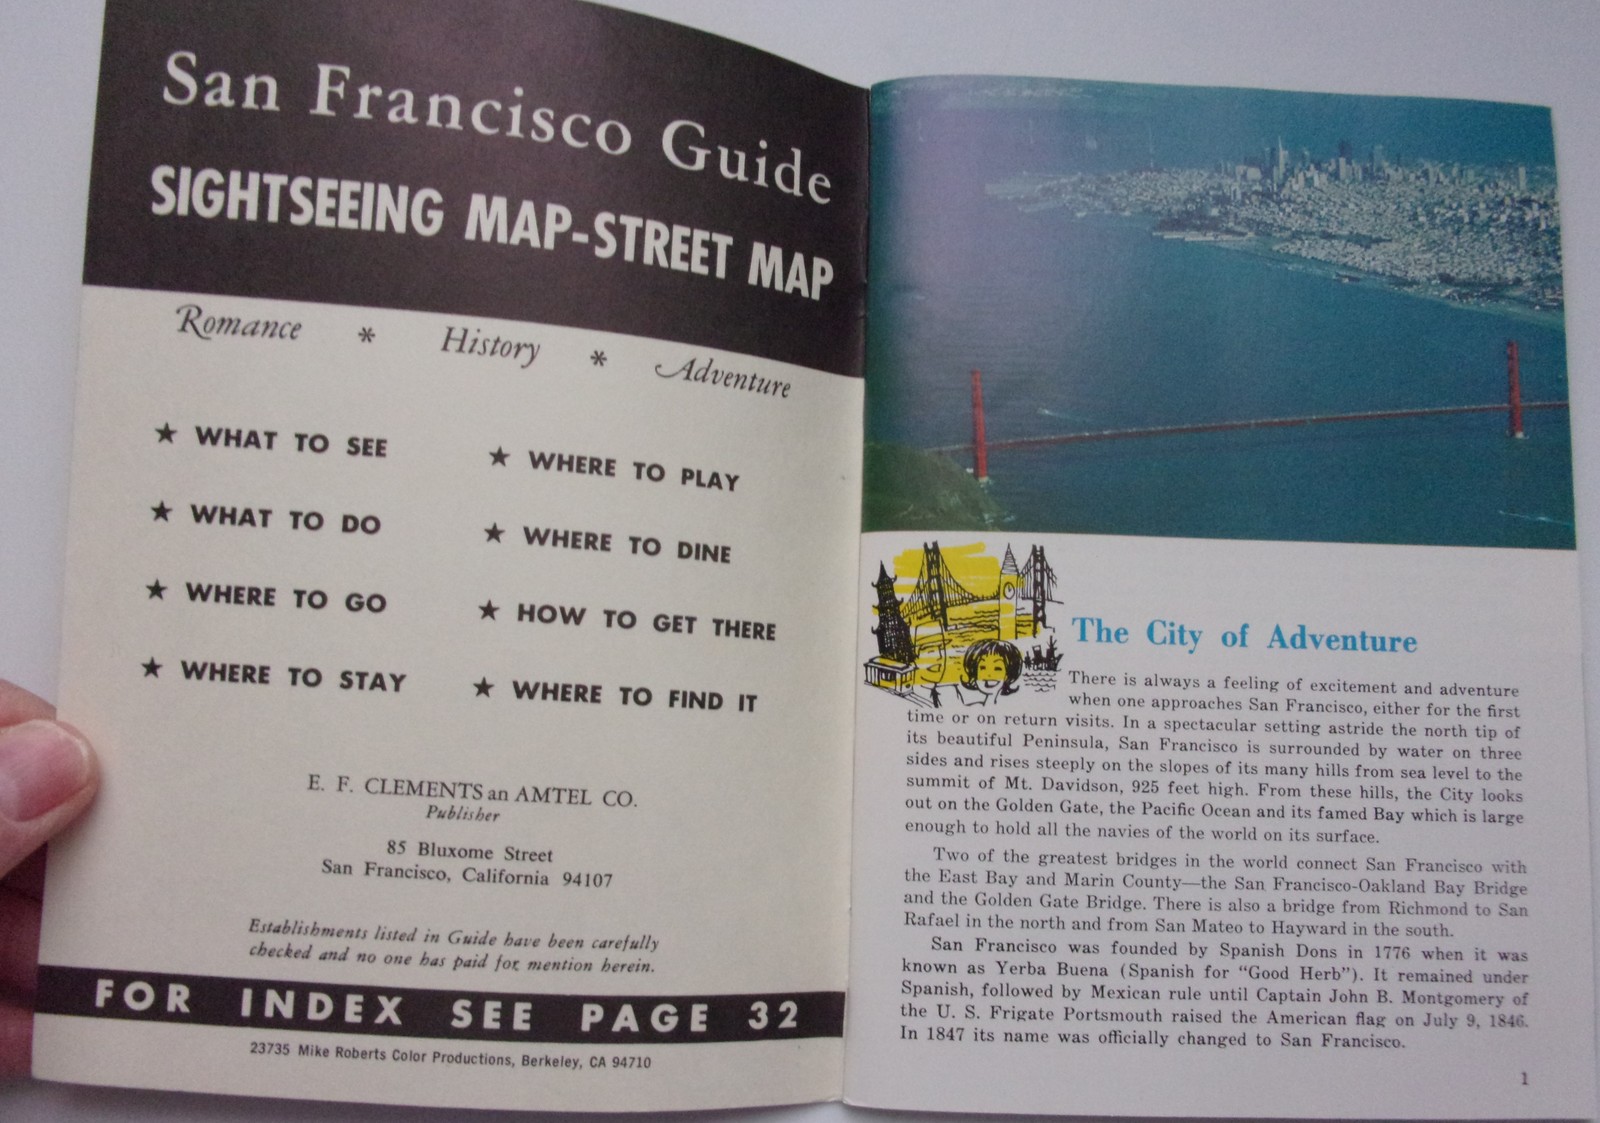 San Francisco Guide
SIGHTSEEING MAP-STREET MAP
Romance * History * Adventure
★ WHAT TO SEE
★ WHAT TO DO
★ WHERE TO GO
★ WHERE TO STAY
★ WHERE TO PLAY
★ WHERE TO DINE
★ HOW TO GET THERE
★ WHERE TO FIND IT
E. F. CLEMENTS an AMTEL CO.
Publisher
85 Bluxome Street
San Francisco, California 94107
Establishments listed in Guide have been carefully
checked and no one has paid for mention herein.
FOR INDEX SEE PAGE 32
23735 Mike Roberts Color Productions, Berkeley, CA 94710
The City of Adventure
There is always a feeling of excitement and adventure
when one approaches San Francisco, either for the first
time or on return visits. In a spectacular setting astride the north tip of
its beautiful Peninsula, San Francisco is surrounded by water on three
sides and rises steeply on the slopes of its many hills from sea level to the
summit of Mt. Davidson, 925 feet high. From these hills, the City looks
out on the Golden Gate, the Pacific Ocean and its famed Bay which is large
enough to hold all the navies of the world on its surface.
Two of the greatest bridges in the world connect San Francisco with
the East Bay and Marin County—the San Francisco-Oakland Bay Bridge
and the Golden Gate Bridge. There is also a bridge from Richmond to San
Rafael in the north and from San Mateo to Hayward in the south.
San Francisco was founded by Spanish Dons in 1776 when it was
known as Yerba Buena (Spanish for “Good Herb”). It remained under
Spanish, followed by Mexican rule until Captain John B. Montgomery of
the U. S. Frigate Portsmouth raised the American flag on July 9, 1846.
In 1847 its name was officially changed to San Francisco.
1